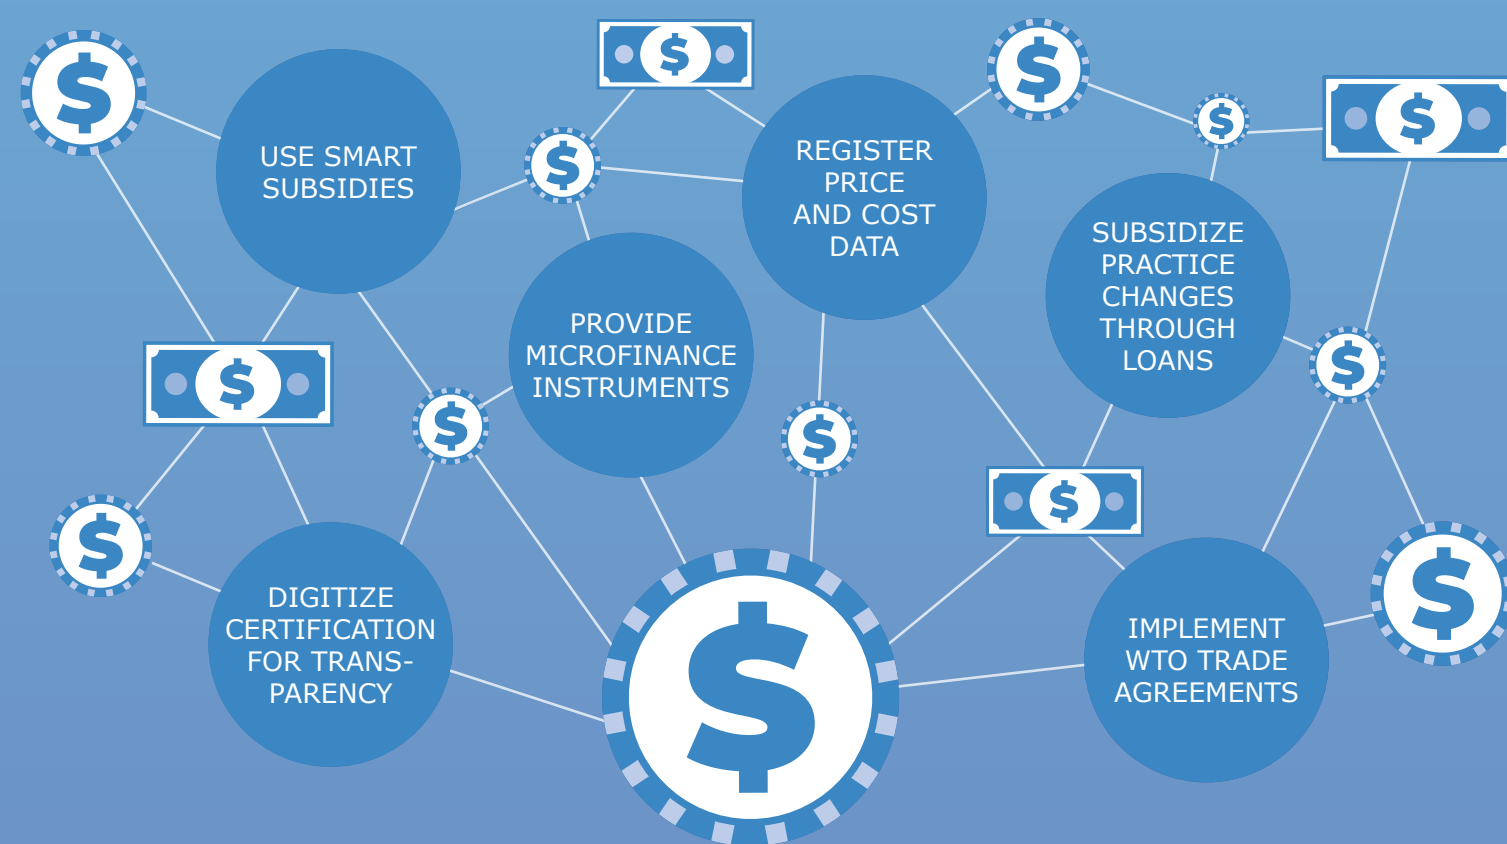 USE SMART
SUBSIDIES
REGISTER
PRICE
AND COST
DATA
SUBSIDIZE
PRACTICE
CHANGES
THROUGH
LOANS
PROVIDE
MICROFINANCE
INSTRUMENTS
DIGITIZE
CERTIFICATION
FOR TRANS-
PARENCY
IMPLEMENT
WTO TRADE
AGREEMENTS